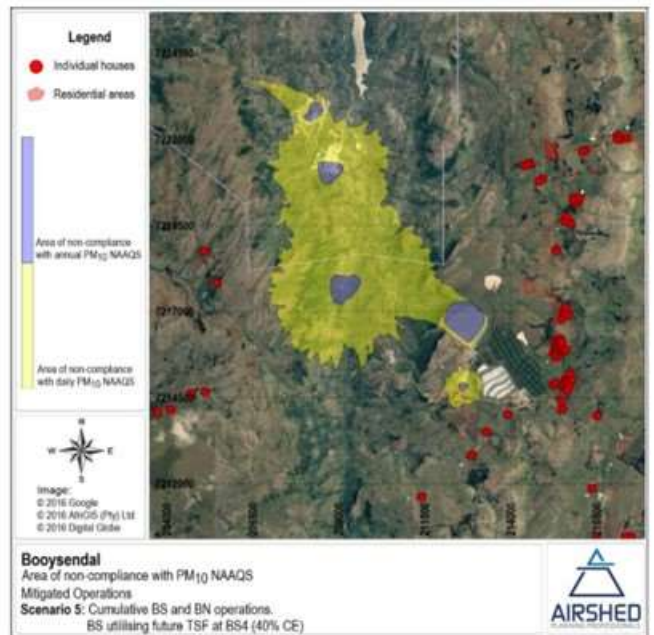 Legend
Individual houses
Residential areas
Area of non-compliance
with annual PM10 NAAQS
Area of non-compliance
with daily PM10 NAAQS
N
W E
S
Image:
© 2016 Google
© 2016 AfriGIS (Pty) Ltd
© 2016 Digital Globe
7217000
7214500
7212000
Booysendal
Area of non-compliance with PM10 NAAQS
Mitigated Operations
Scenario 5: Cumulative BS and BN operations.
BS utilising future TSF at BS4 (40% CE)
AIRSHED
PLANNING PROFESSIONALS